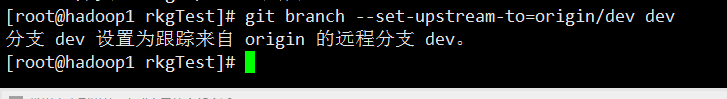 [root@hadoop1 rkgTest]# git branch --set-upstream-to=origin/dev dev
分支 dev 设置为跟踪来自 origin 的远程分支 dev。
[root@hadoop1 rkgTest]#